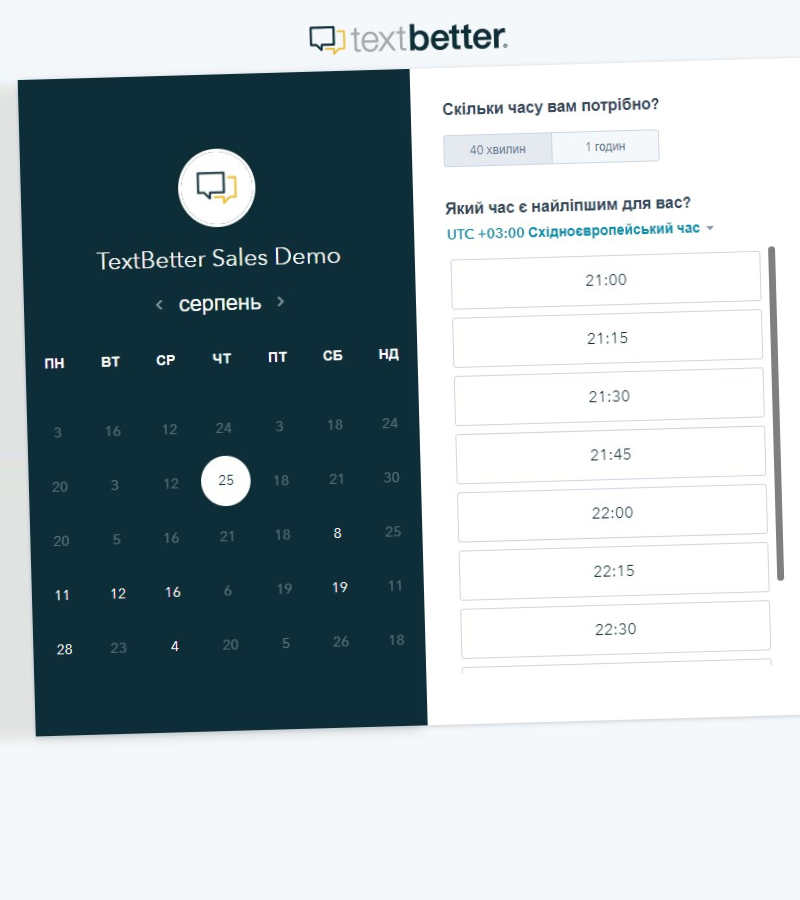 textbetter
TextBetter Sales Demo
серпень
ПН ВТ СР ЧТ ПТ СБ НД
3 16 12 24 3 18 24
20 3 12 25 18 21 30
20 5 16 21 18 8 25
11 12 16 6 19 19 11
28 23 4 20 5 26 18
Скільки часу вам потрібно?
40 хвилин 1 годин
Який час є найліпшим для вас?
UTC +03:00 Східноєвропейський час
21:00
21:15
21:30
21:45
22:00
22:15
22:30